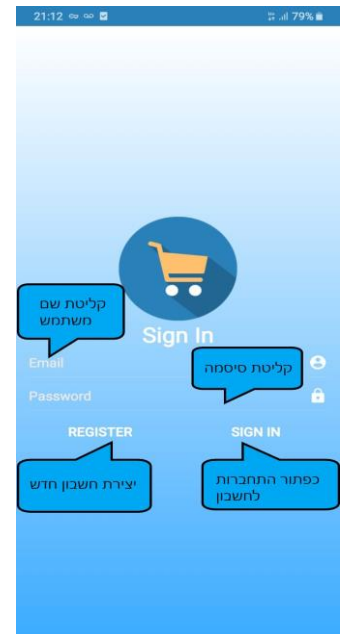 21:12
79%
קליטת שם
משתמש
Sign In
Email
קליטת סיסמה
Password
REGISTER
SIGN IN
יצירת חשבון חדש
כפתור התחברות
לחשבון